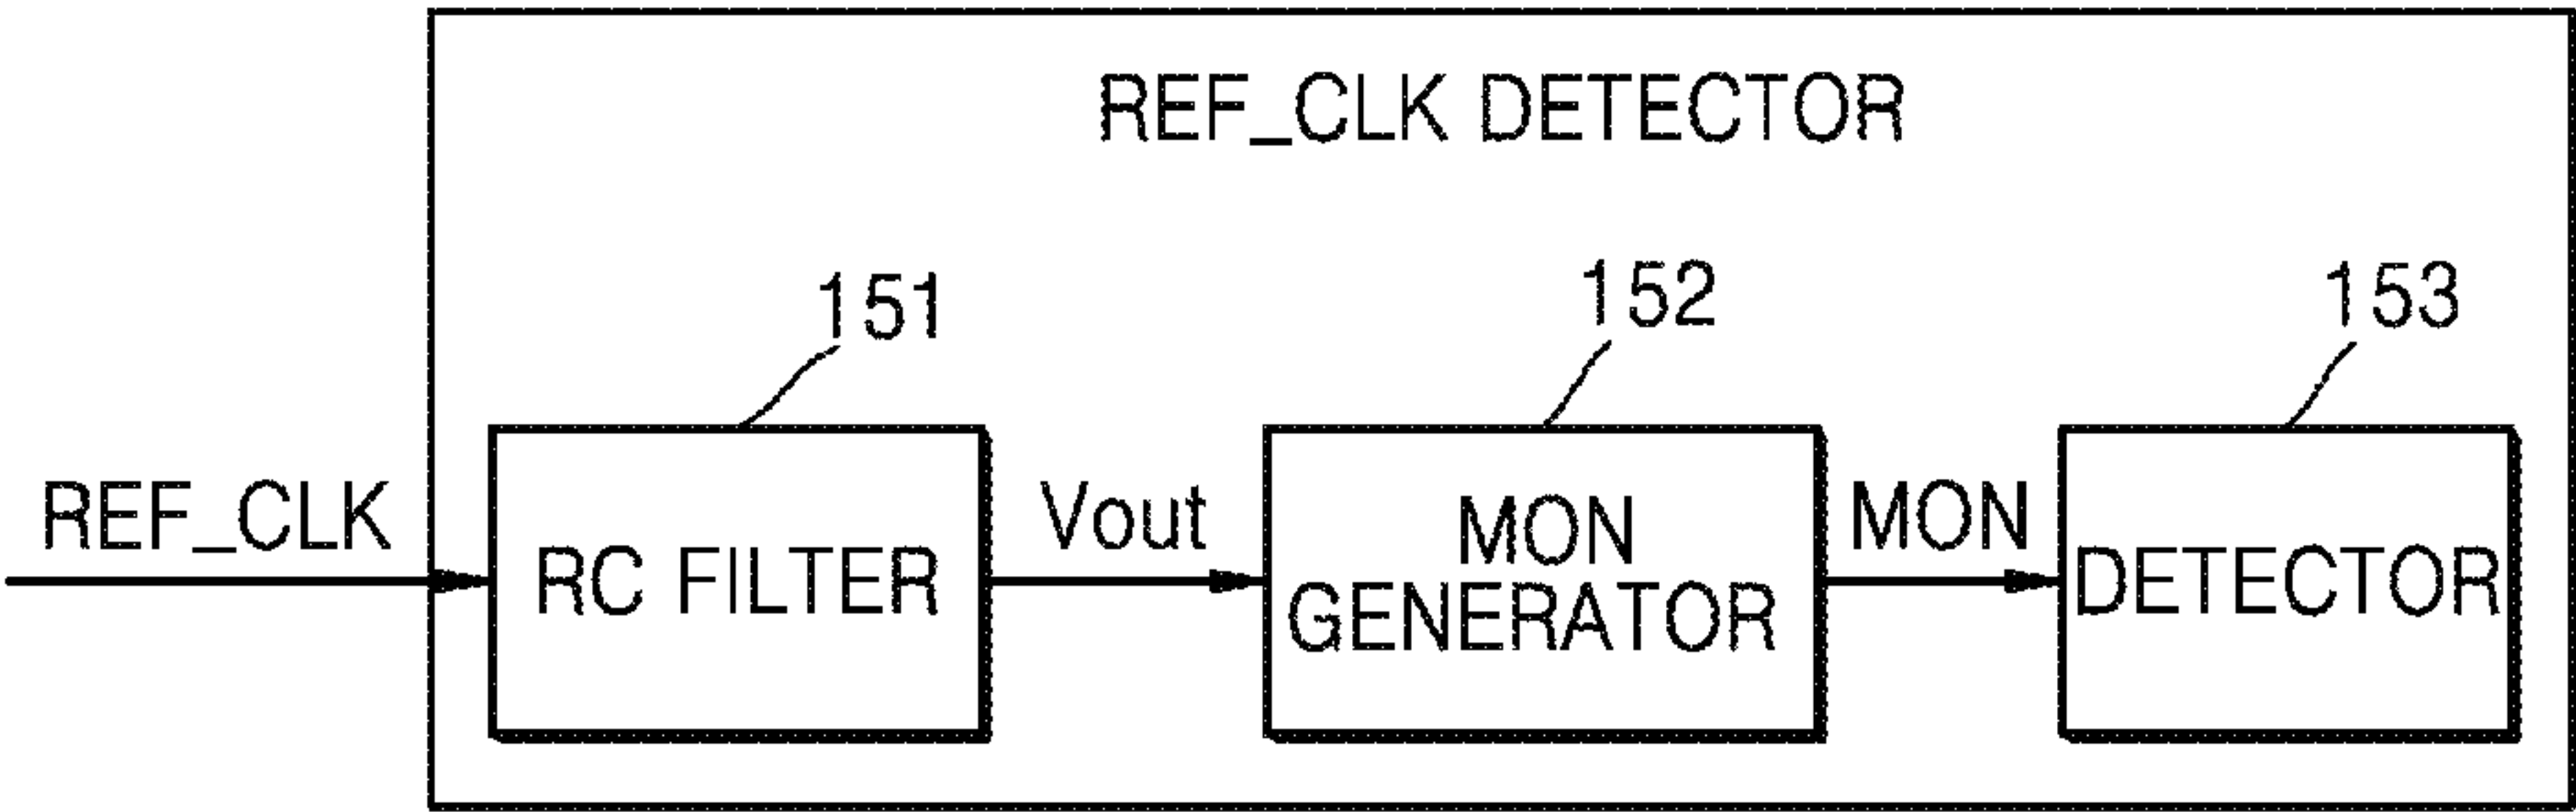 REF_CLK DETECTOR
151
152
153
REF_CLK
RC FILTER
Vout
MON
GENERATOR
MON
DETECTOR